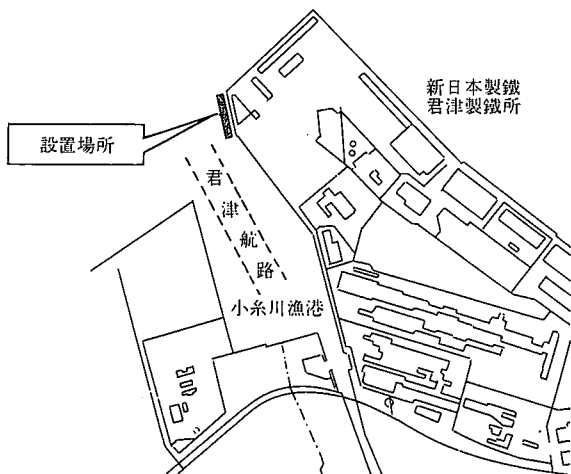 新日本製鐵
君津製鐵所
設置場所
君津航路
小糸川漁港